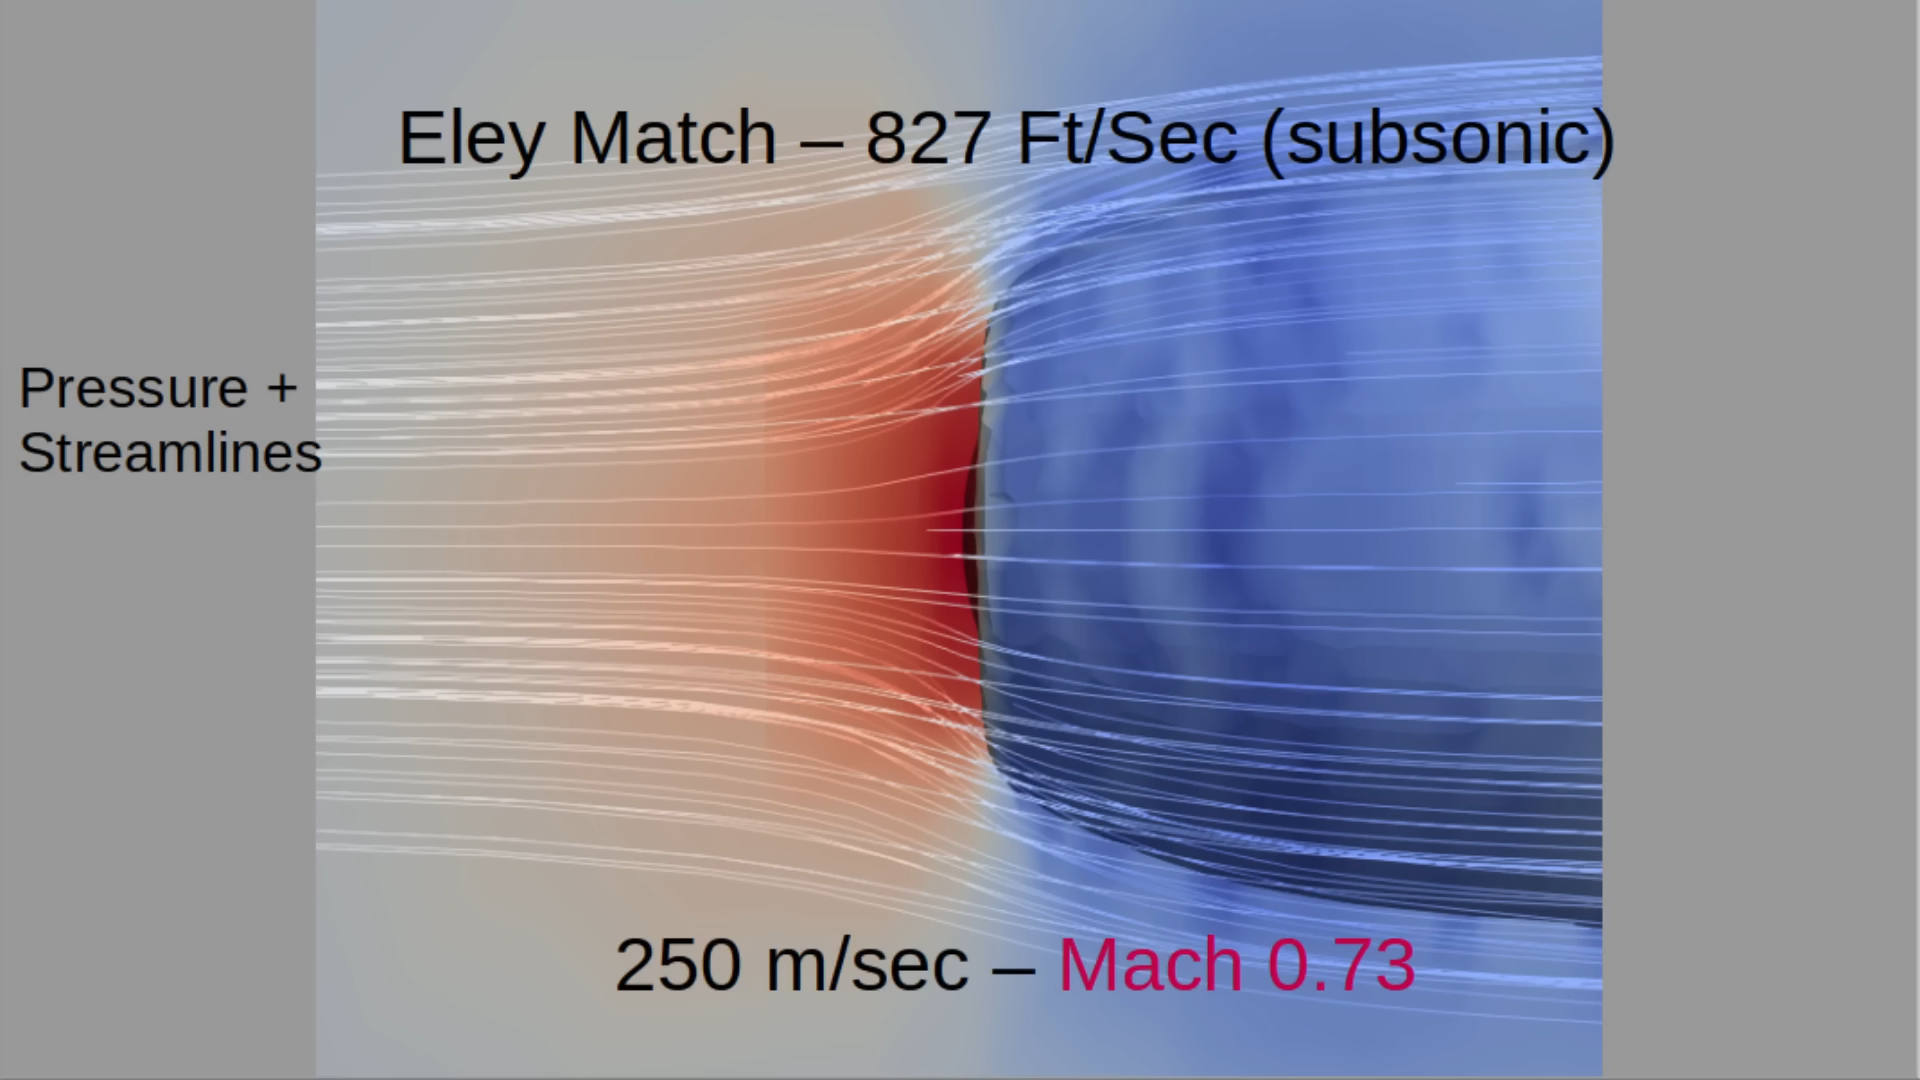 Eley Match – 827 Ft/Sec (subsonic)
Pressure +
Streamlines
250 m/sec – Mach 0.73